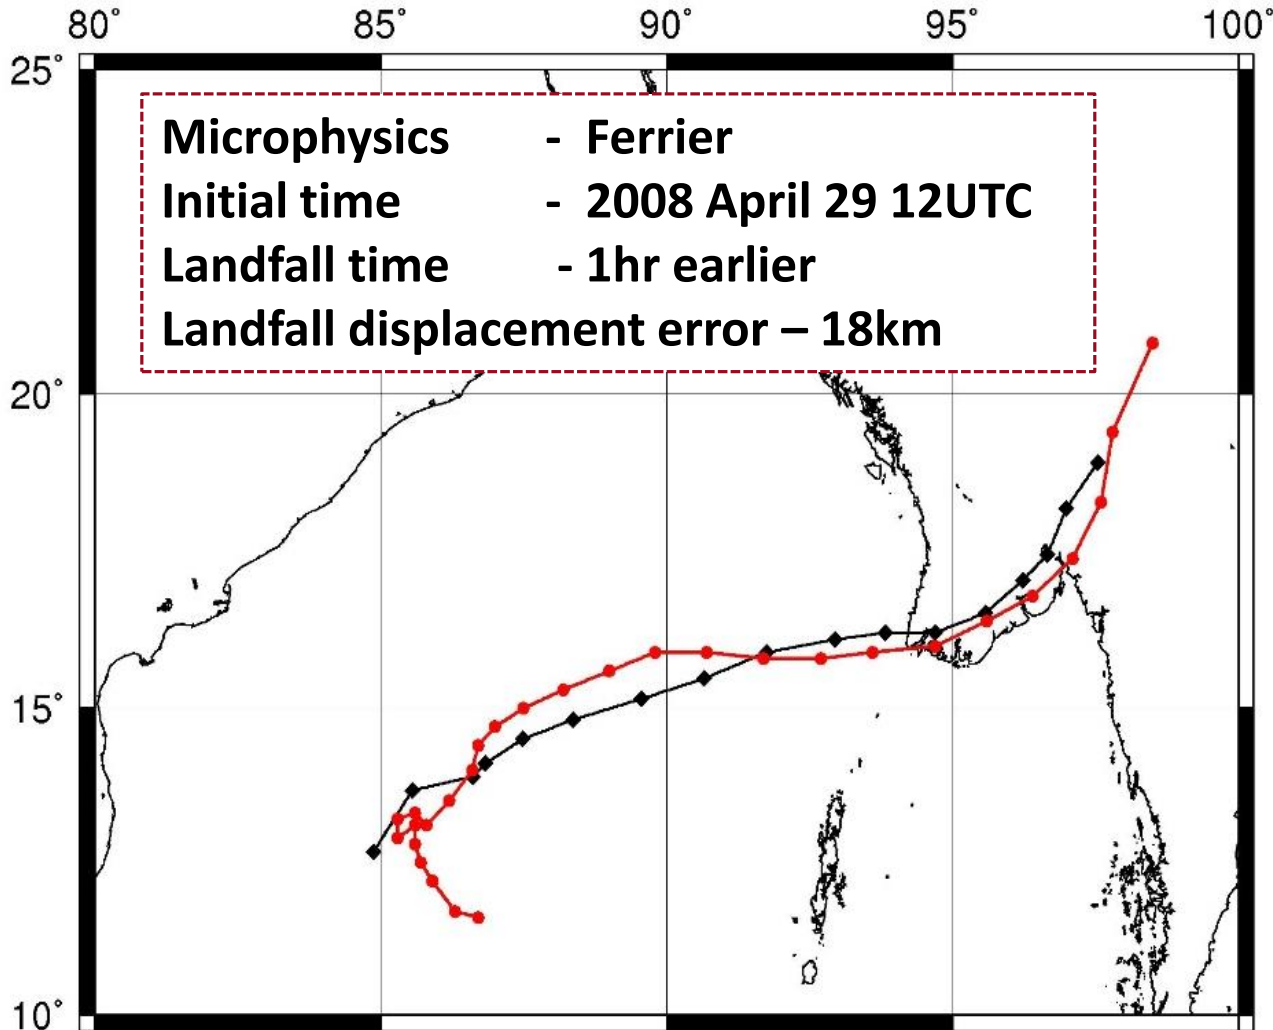 80° 85° 90° 95° 100°
25°
Microphysics - Ferrier
Initial time - 2008 April 29 12UTC
Landfall time - 1hr earlier
Landfall displacement error – 18km
20°
15°
10°